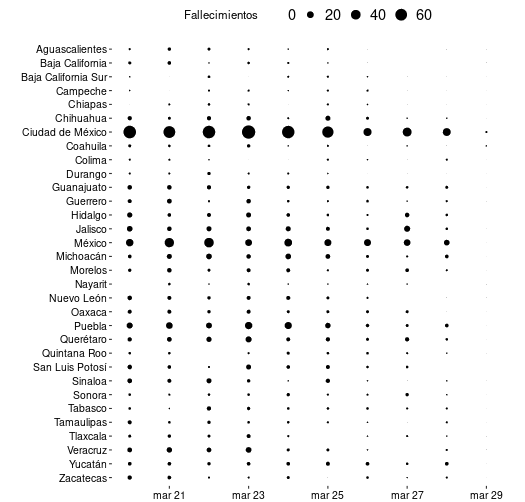 Fallecimientos 0 20 40 60
Aguascalientes
Baja California
Baja California Sur
Campeche
Chiapas
Chihuahua
Ciudad de México
Coahuila
Colima
Durango
Guanajuato
Guerrero
Hidalgo
Jalisco
México
Michoacán
Morelos
Nayarit
Nuevo León
Oaxaca
Puebla
Querétaro
Quintana Roo
San Luis Potosí
Sinaloa
Sonora
Tabasco
Tamaulipas
Tlaxcala
Veracruz
Yucatán
Zacatecas
mar 21 mar 23 mar 25 mar 27 mar 29